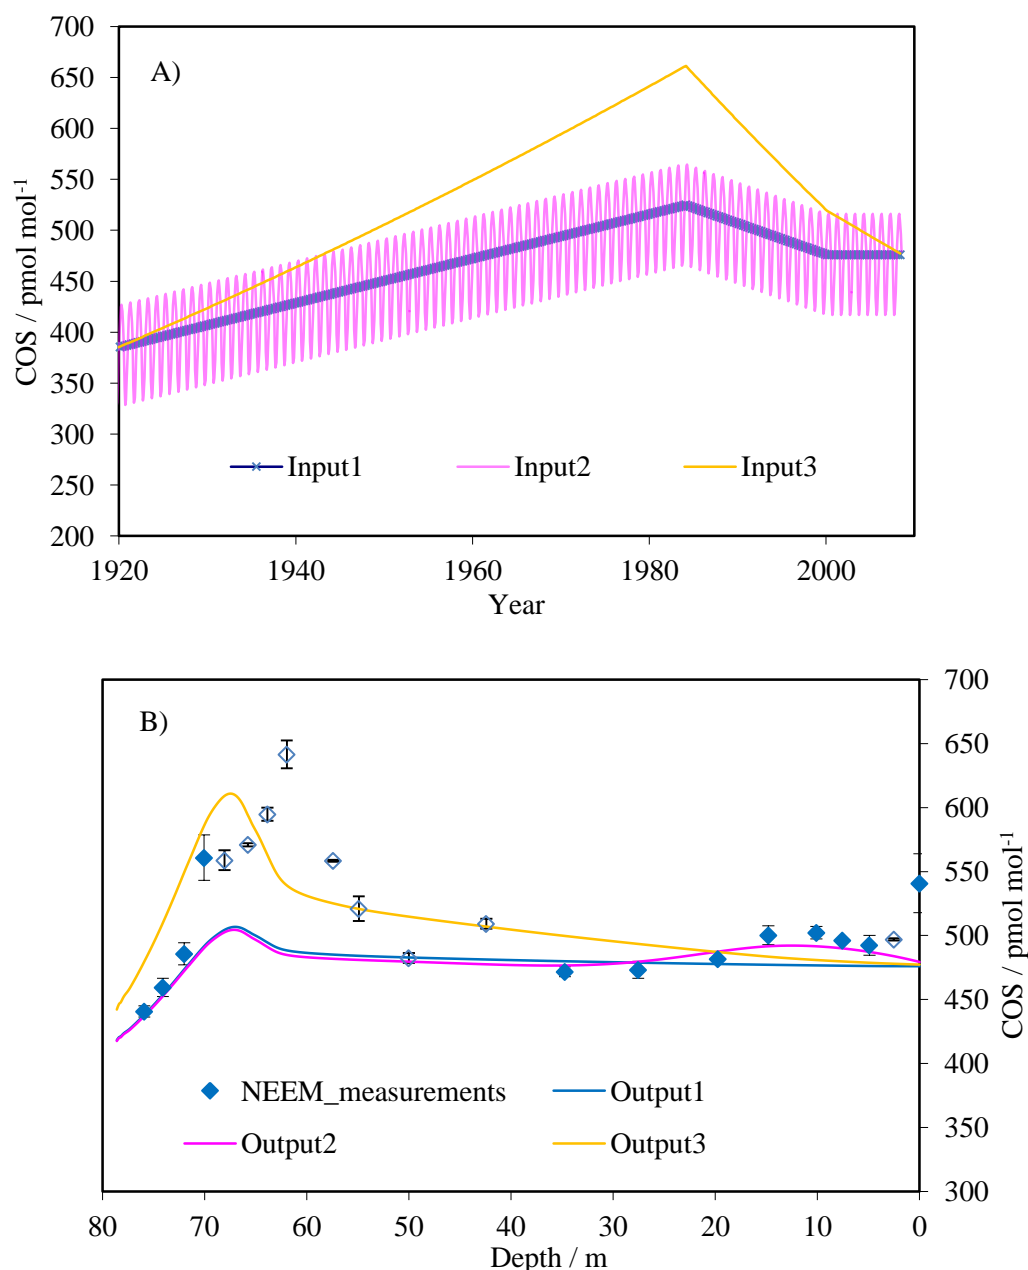 A)
700
650
600
550
500
450
400
350
300
250
200
COS / pmol mol-1
Input1 Input2 Input3
1920 1940 1960 1980 2000
Year
B)
700
650
600
550
500
450
400
350
300
COS / pmol mol-1
NEEM_measurements Output1
Output2 Output3
80 70 60 50 40 30 20 10 0
Depth / m